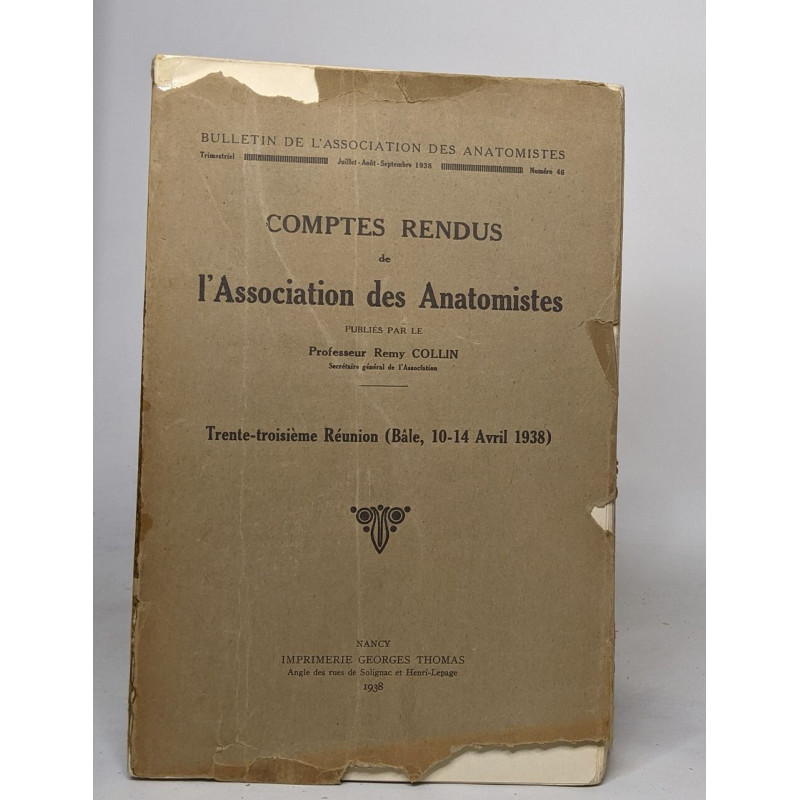 BULLETIN DE L'ASSOCIATION DES ANATOMISTES
Trimestriel Juillet-Août-Septembre 1938 Numéro 46
COMPTES RENDUS
de
l'Association des Anatomistes
PUBLIÉS PAR LE
Professeur Remy COLLIN
Secrétaire général de l'Association
Trente-troisième Réunion (Bâle, 10-14 Avril 1938)
NANCY
IMPRIMERIE GEORGES THOMAS
Angle des rues de Solignac et Henri-Lepage
1938